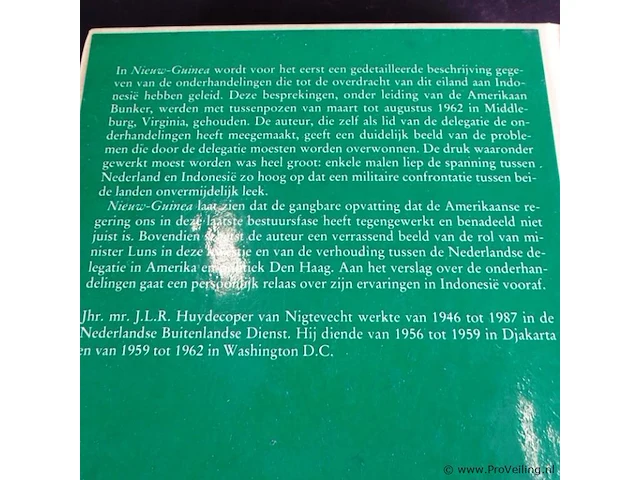 In Nieuw-Guinea wordt voor het eerst een gedetailleerde beschrijving gege-
ven van de onderhandelingen die tot de overdracht van dit eiland aan Indo-
nesië hebben geleid. Deze besprekingen, onder leiding van de Amerikaan
Bunker, werden met tussenpozen van maart tot augustus 1962 in Middle-
burg, Virginia, gehouden. De auteur, die zelf als lid van de delegatie de on-
derhandelingen heeft meegemaakt, geeft een duidelijk beeld van de proble-
men die door de delegatie moesten worden overwonnen. De druk waaronder
gewerkt moest worden was heel groot: enkele malen liep de spanning tussen
Nederland en Indonesië zo hoog op dat een militaire confrontatie tussen bei-
de landen onvermijdelijk leek.
Nieuw-Guinea laat zien dat de gangbare opvatting dat de Amerikaanse re-
gering ons in deze laatste bestuursfase heeft tegengewerkt en benadeeld niet
juist is. Bovendien schetst de auteur een verrassend beeld van de rol van mi-
nister Luns in deze kwestie en van de verhouding tussen de Nederlandse de-
legatie in Amerika en politiek Den Haag. Aan het verslag over de onderhan-
delingen gaat een persoonlijk relaas over zijn ervaringen in Indonesië vooraf.
Jhr. mr. J.L.R. Huydecoper van Nigtevecht werkte van 1946 tot 1987 in de
Nederlandse Buitenlandse Dienst. Hij diende van 1956 tot 1959 in Djakarta
en van 1959 tot 1962 in Washington D.C.
© www.ProVeiling.nl